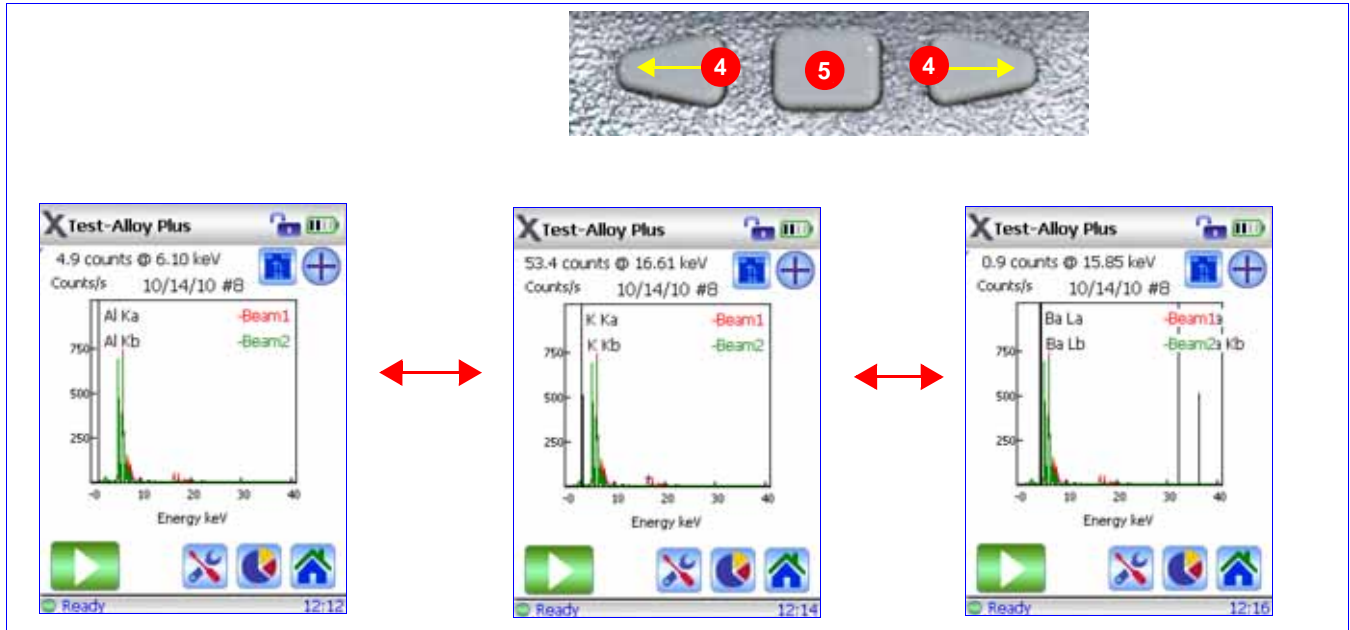 4 5 4
Test-Alloy Plus
4.9 counts @ 6.10 keV
Counts/s 10/14/10 #8
Al Ka -Beam1
Al Kb -Beam2
750
500
250
-0 10 20 30 40
Energy keV
Ready 12:12
Test-Alloy Plus
53.4 counts @ 16.61 keV
Counts/s 10/14/10 #8
K Ka -Beam1
K Kb -Beam2
750
500
250
-0 10 20 30 40
Energy keV
Ready 12:14
Test-Alloy Plus
0.9 counts @ 15.85 keV
Counts/s 10/14/10 #8
Ba La -Beam1
Ba Lb -Beam2 Kb
750
500
250
-0 10 20 30 40
Energy keV
Ready 12:16